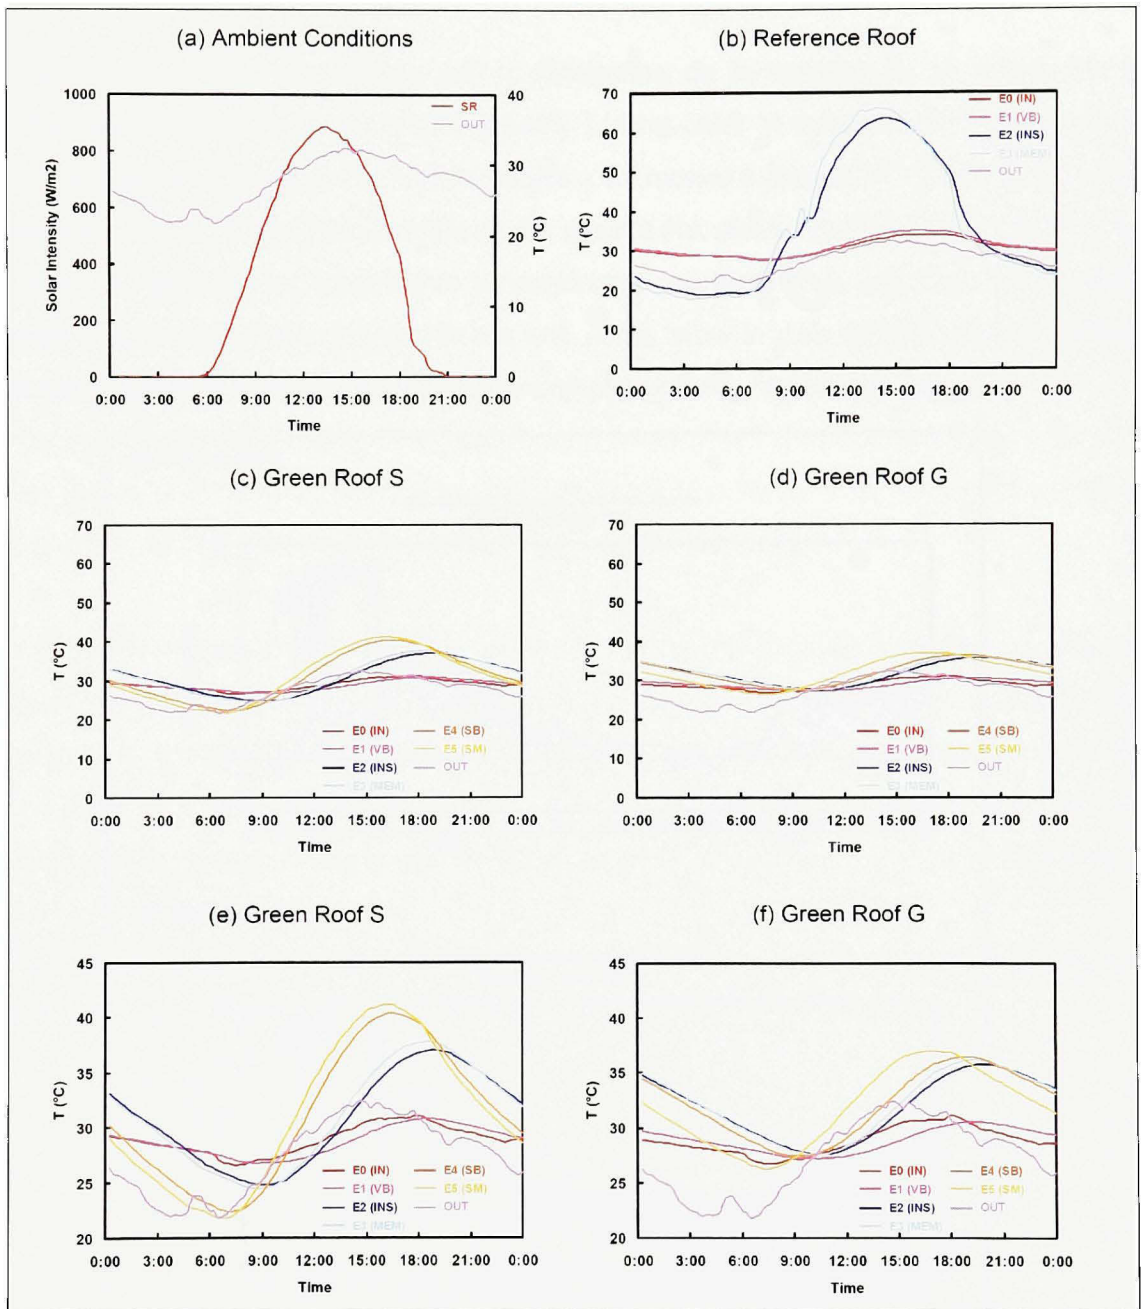 (a) Ambient Conditions
1000
800
600
400
200
0
Solar Intensity (W/m2)
40
30
20
10
0
T (°C)
SR
OUT
0:00 3:00 6:00 9:00 12:00 15:00 18:00 21:00 0:00
Time
(b) Reference Roof
70
60
50
40
30
20
10
0
T (°C)
E0 (IN)
E1 (VB)
E2 (INS)
E3 (MEM)
OUT
0:00 3:00 6:00 9:00 12:00 15:00 18:00 21:00 0:00
Time
(c) Green Roof S
70
60
50
40
30
20
10
0
T (°C)
E0 (IN) E4 (SB)
E1 (VB) E5 (SM)
E2 (INS) OUT
E3 (MEM)
0:00 3:00 6:00 9:00 12:00 15:00 18:00 21:00 0:00
Time
(d) Green Roof G
70
60
50
40
30
20
10
0
T (°C)
E0 (IN) E4 (SB)
E1 (VB) E5 (SM)
E2 (INS) OUT
E3 (MEM)
0:00 3:00 6:00 9:00 12:00 15:00 18:00 21:00 0:00
Time
(e) Green Roof S
45
40
35
30
25
20
T (°C)
E0 (IN) E4 (SB)
E1 (VB) E5 (SM)
E2 (INS) OUT
E3 (MEM)
0:00 3:00 6:00 9:00 12:00 15:00 18:00 21:00 0:00
Time
(f) Green Roof G
45
40
35
30
25
20
T (°C)
E0 (IN) E4 (SB)
E1 (VB) E5 (SM)
E2 (INS) OUT
E3 (MEM)
0:00 3:00 6:00 9:00 12:00 15:00 18:00 21:00 0:00
Time